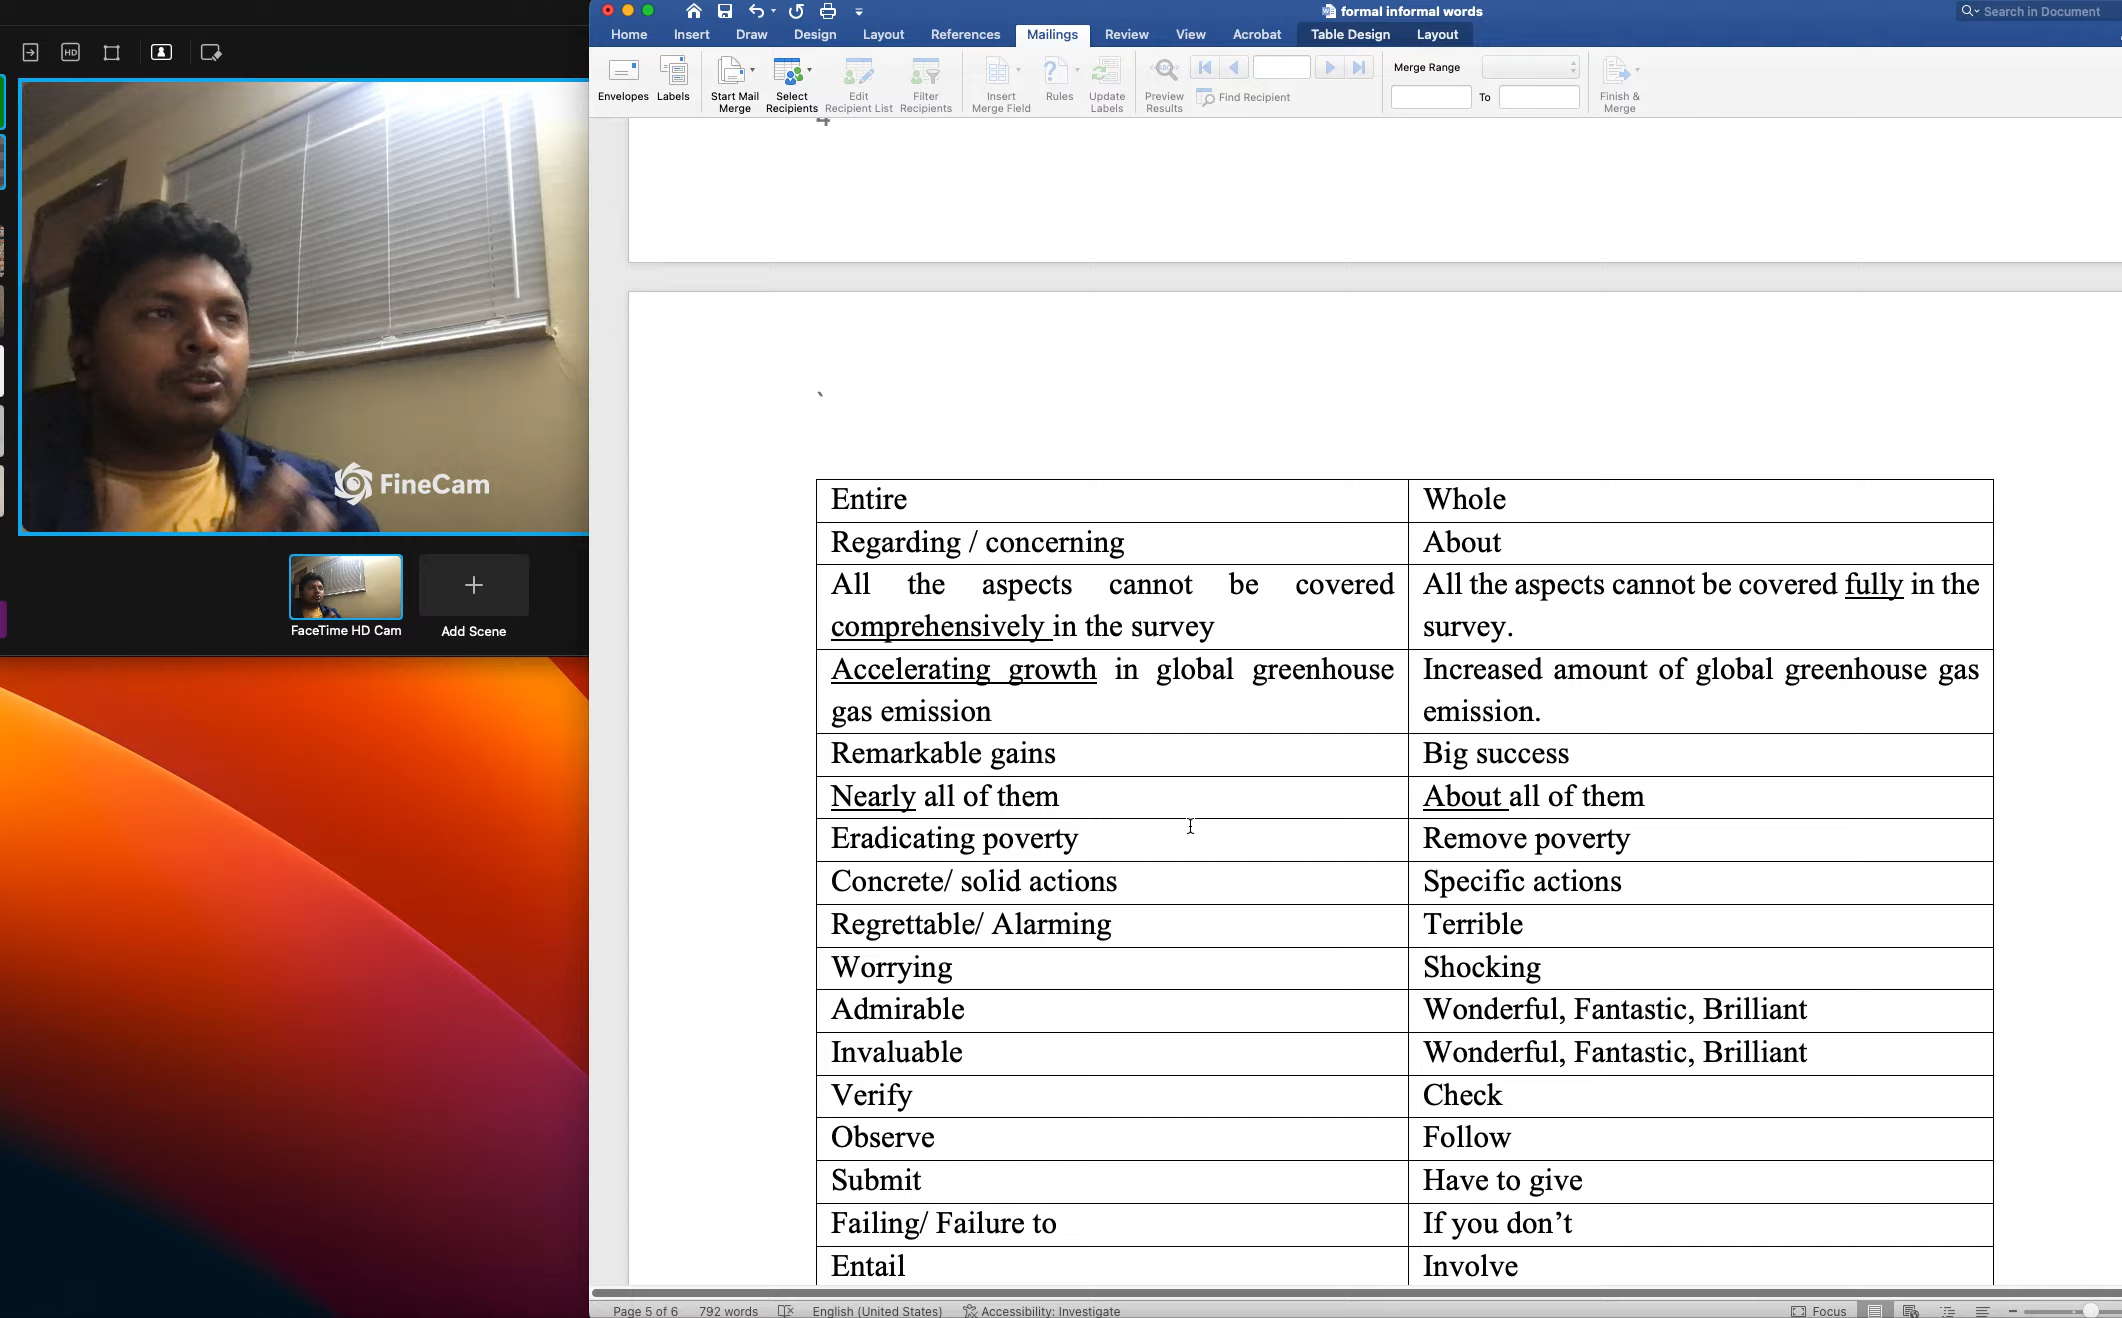 formal informal words
Search in Document
Home Insert Draw Design Layout References Mailings Review View Acrobat Table Design Layout
HD
Envelopes
Labels
Start Mail Merge
Select Recipients
Edit Recipient List
Filter Recipients
Insert Merge Field
Rules
Update Labels
Preview Results
Find Recipient
Merge Range
To
Finish & Merge
4
`
Entire
Whole
Regarding / concerning
About
All the aspects cannot be covered
comprehensively in the survey
All the aspects cannot be covered fully in the
survey.
Accelerating growth in global greenhouse
gas emission
Increased amount of global greenhouse gas
emission.
Remarkable gains
Big success
Nearly all of them
About all of them
Eradicating poverty
Remove poverty
Concrete/ solid actions
Specific actions
Regrettable/ Alarming
Terrible
Worrying
Shocking
Admirable
Wonderful, Fantastic, Brilliant
Invaluable
Wonderful, Fantastic, Brilliant
Verify
Check
Observe
Follow
Submit
Have to give
Failing/ Failure to
If you don’t
Entail
Involve
FineCam
FaceTime HD Cam
Add Scene
Page 5 of 6 792 words English (United States) Accessibility: Investigate Focus